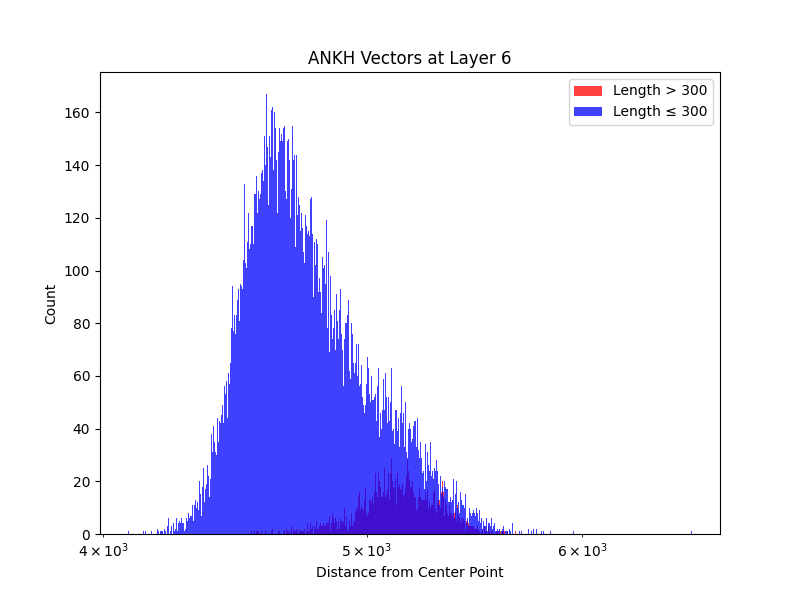 ANKH Vectors at Layer 6
Length > 300
Length ≤ 300
Count
160
140
120
100
80
60
40
20
0
4 × 10³
5 × 10³
6 × 10³
Distance from Center Point